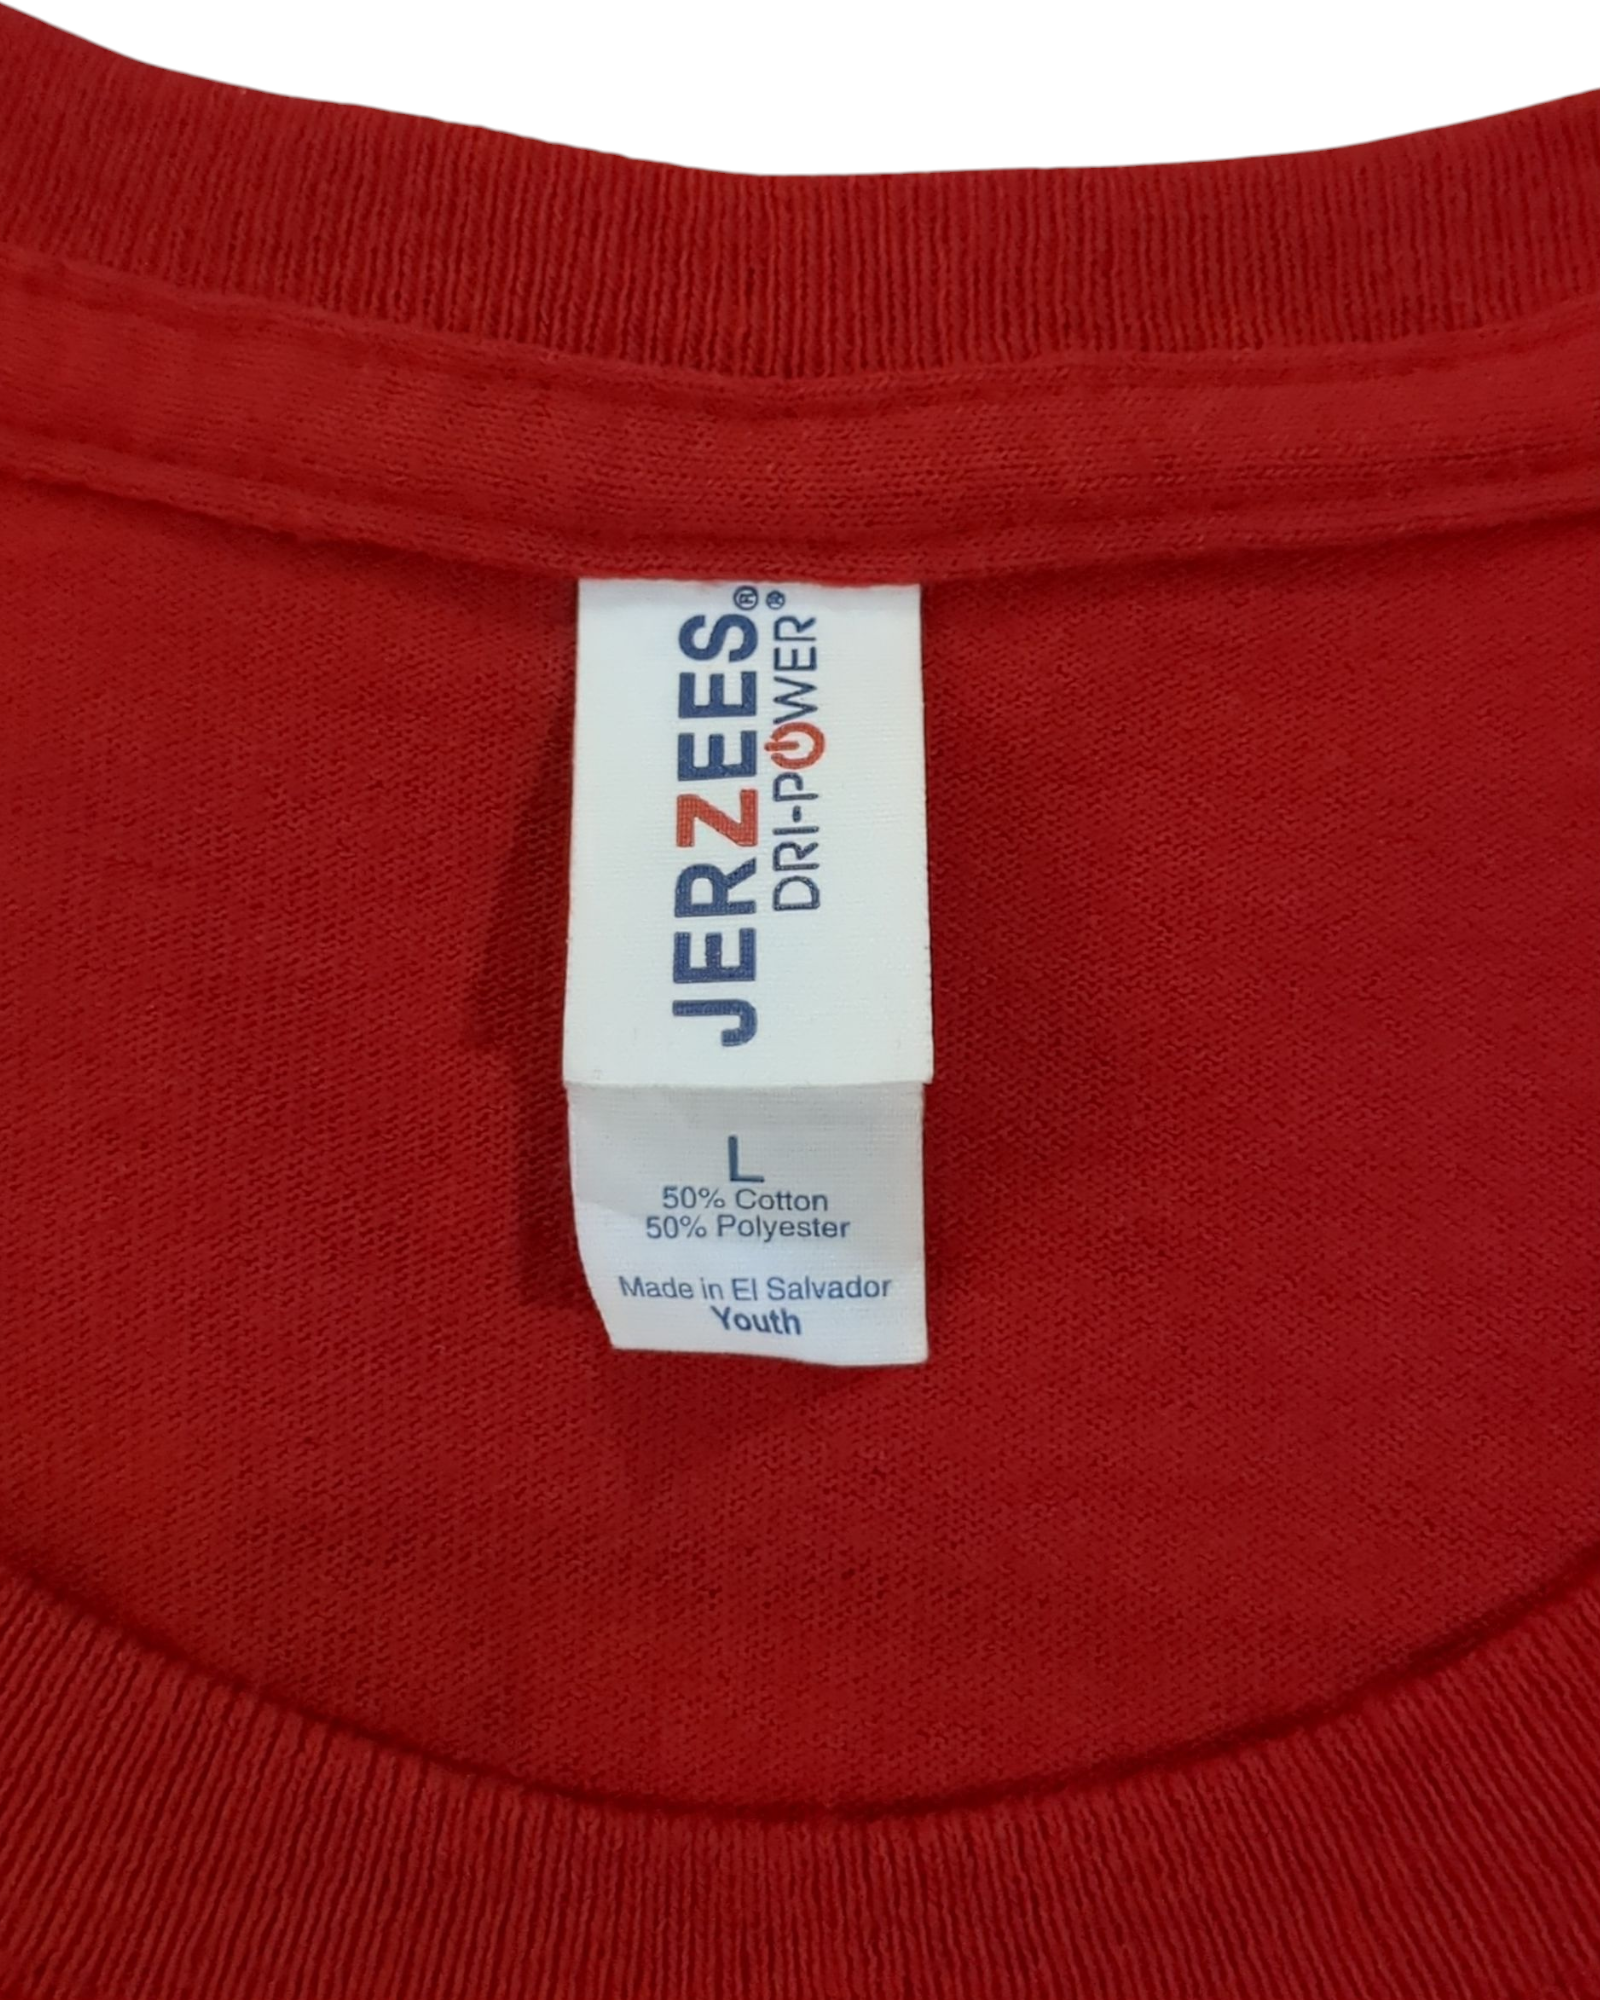 JERZEES®
DRI-POWER®
L
50% Cotton
50% Polyester
Made in El Salvador
Youth